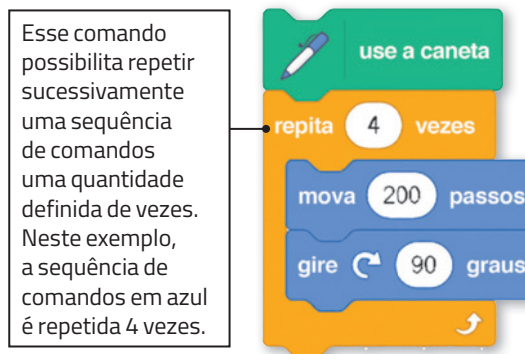 Esse comando
possibilita repetir
sucessivamente
uma sequência
de comandos
uma quantidade
definida de vezes.
Neste exemplo,
a sequência de
comandos em azul
é repetida 4 vezes.
use a caneta
repita 4 vezes
mova 200 passos
gire 90 graus